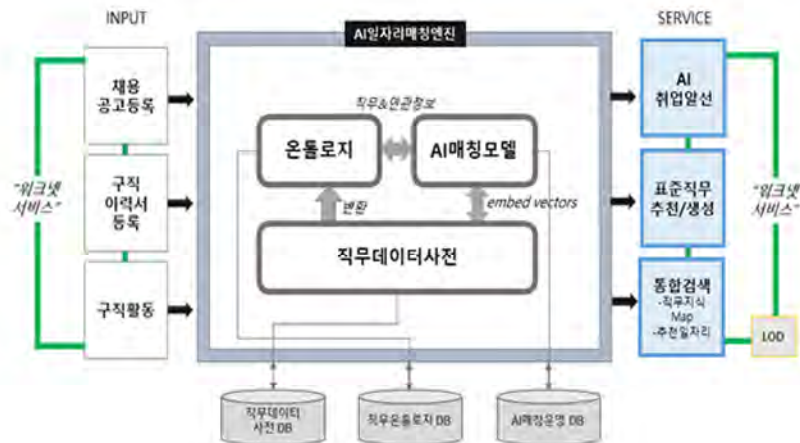 INPUT
SERVICE
AI일자리매칭엔진
채용
공고등록
구직
이력서
등록
구직활동
"워크넷
서비스"
직무&연관정보
온톨로지
AI매칭모델
변환
embed vectors
직무데이터사전
직무데이터
사전 DB
직무온톨로지 DB
AI매칭운영 DB
AI
취업알선
표준직무
추천/생성
통합검색
-직무지식
Map
-추천일자리
"워크넷
서비스"
LOD